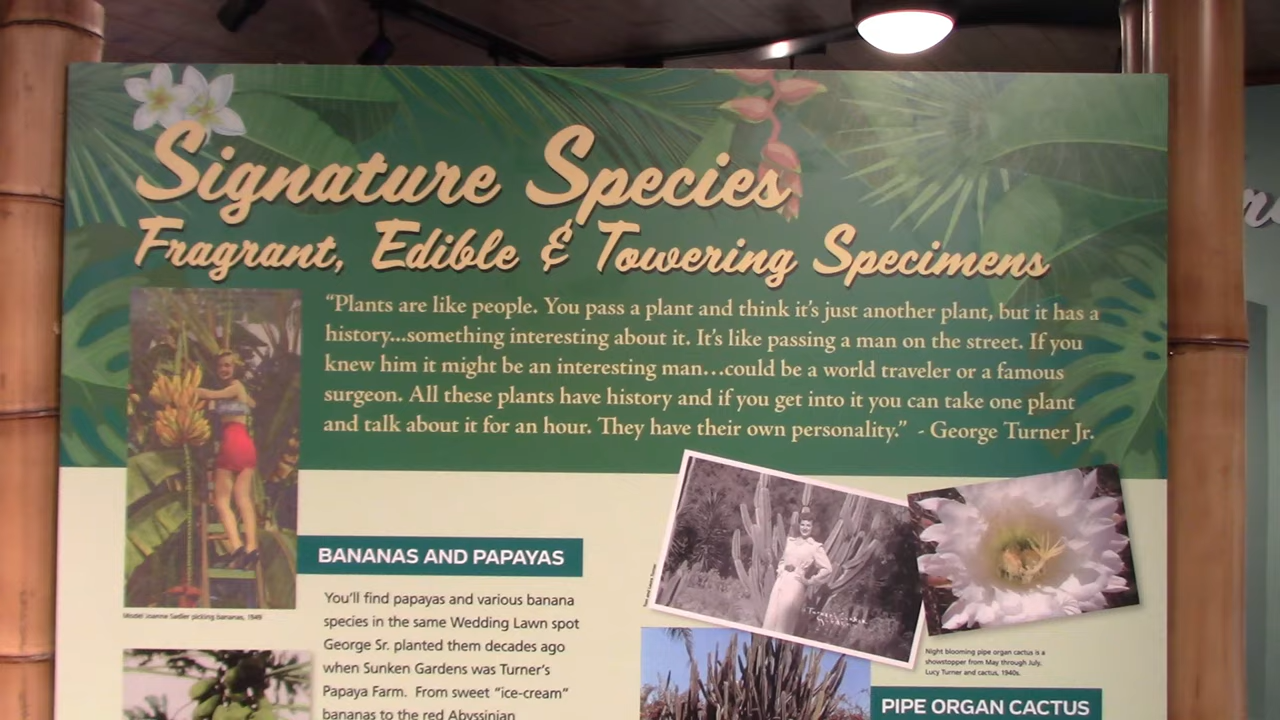 Signature Species
Fragrant, Edible & Towering Specimens
“Plants are like people. You pass a plant and think it’s just another plant, but it has a
history...something interesting about it. It’s like passing a man on the street. If you
knew him it might be an interesting man...could be a world traveler or a famous
surgeon. All these plants have history and if you get into it you can take one plant
and talk about it for an hour. They have their own personality.” - George Turner Jr.
Model Joanne Sadler picking bananas, 1949
BANANAS AND PAPAYAS
You’ll find papayas and various banana
species in the same Wedding Lawn spot
George Sr. planted them decades ago
when Sunken Gardens was Turner’s
Papaya Farm. From sweet “ice-cream”
bananas to the red Abyssinian
Night blooming pipe organ cactus is a
showstopper from May through July.
Lucy Turner and cactus, 1940s.
PIPE ORGAN CACTUS